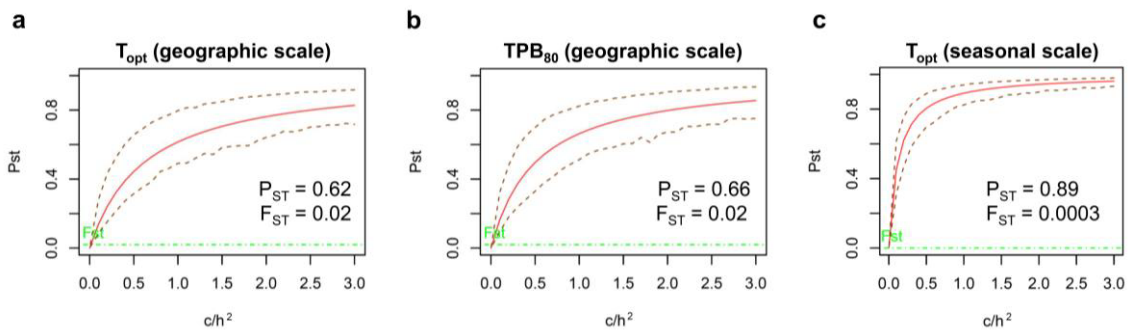 a
T_opt (geographic scale)
Pst
0.0 0.4 0.8
P_ST = 0.62
F_ST = 0.02
Fst
0.0 0.5 1.0 1.5 2.0 2.5 3.0
c/h²
b
TPB_80 (geographic scale)
Pst
0.0 0.4 0.8
P_ST = 0.66
F_ST = 0.02
Fst
0.0 0.5 1.0 1.5 2.0 2.5 3.0
c/h²
c
T_opt (seasonal scale)
Pst
0.0 0.4 0.8
P_ST = 0.89
F_ST = 0.0003
Fst
0.0 0.5 1.0 1.5 2.0 2.5 3.0
c/h²